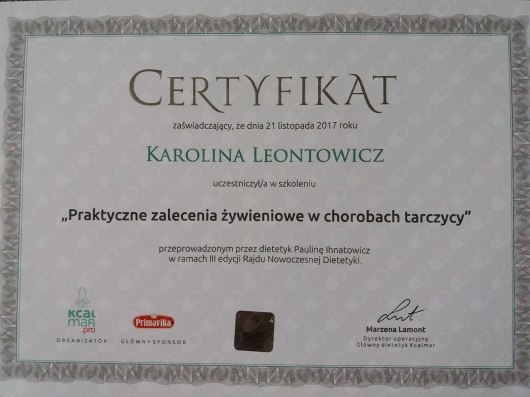 CERTYFIKAT
zaświadczający, że dnia 21 listopada 2017 roku
KAROLINA LEONTOWICZ
uczestniczył/a w szkoleniu
„Praktyczne zalecenia żywieniowe w chorobach tarczycy”
przeprowadzonym przez dietetyk Paulinę Ihnatowicz
w ramach III edycji Rajdu Nowoczesnej Dietetyki.
KCAL
MAR
.pro
ORGANIZATOR
Primavika
GŁÓWNY SPONSOR
Marzena Lamont
Dyrektor operacyjny
Główny dietetyk Kcalmar